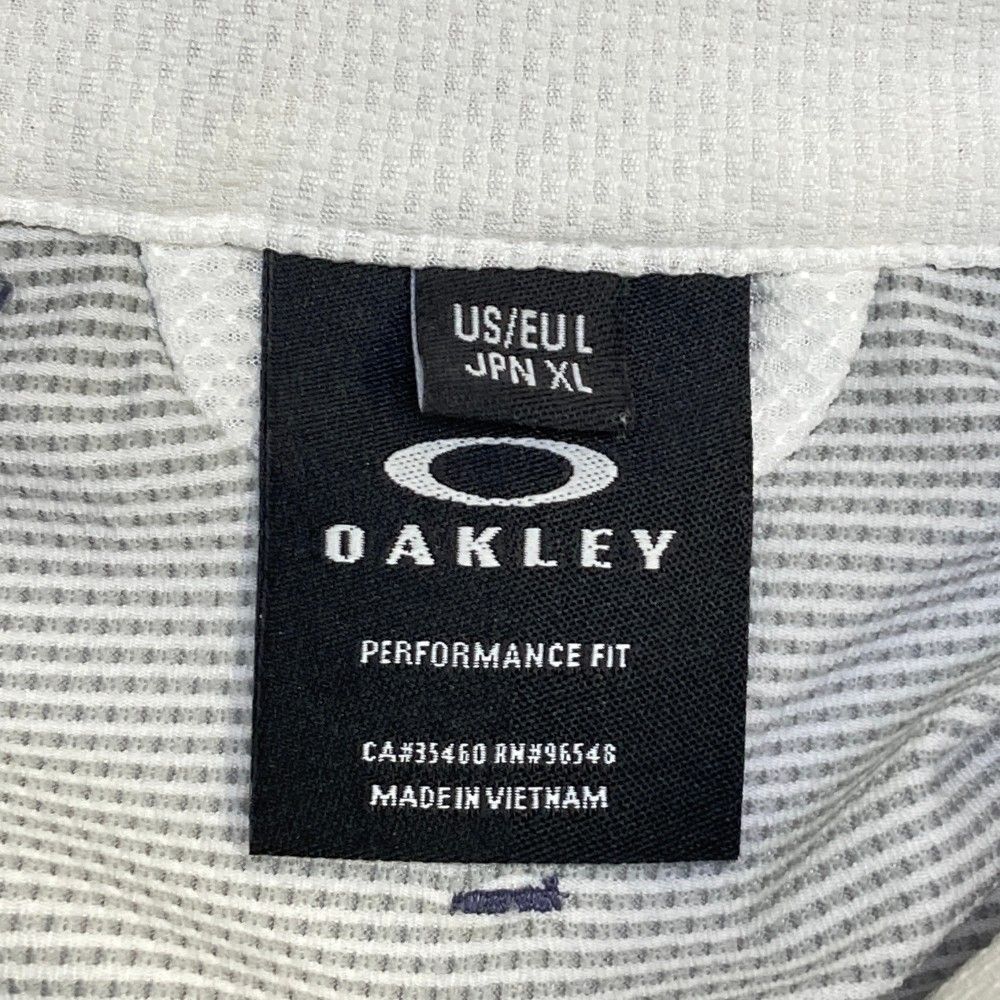 US/EU L
JPN XL
OAKLEY
PERFORMANCE FIT
CA#35460 RN#96548
MADE IN VIETNAM